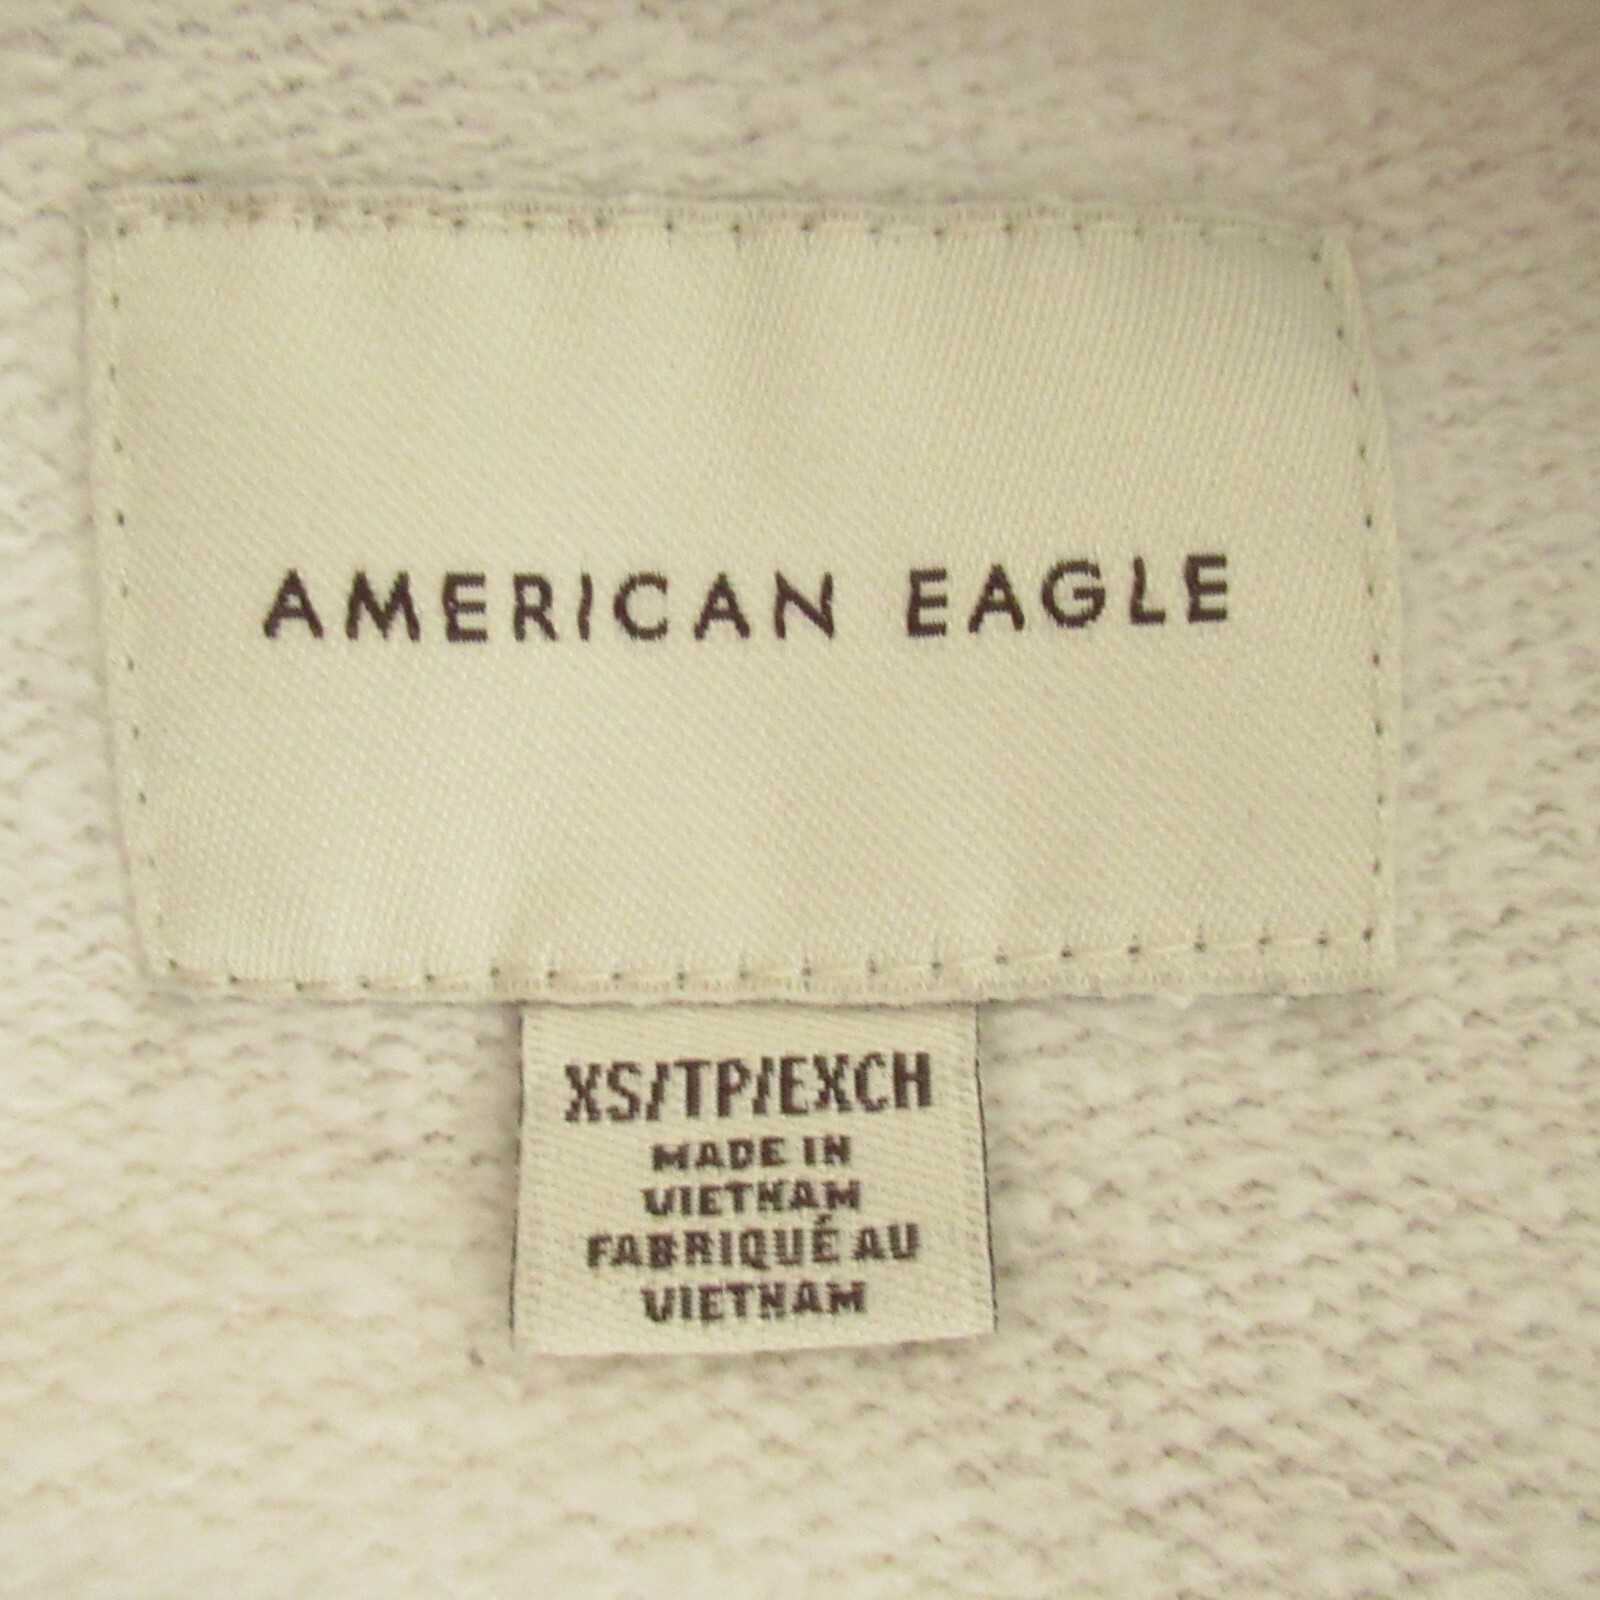 AMERICAN EAGLE
XS/TP/EXCH
MADE IN
VIETNAM
FABRIQUÉ AU
VIETNAM